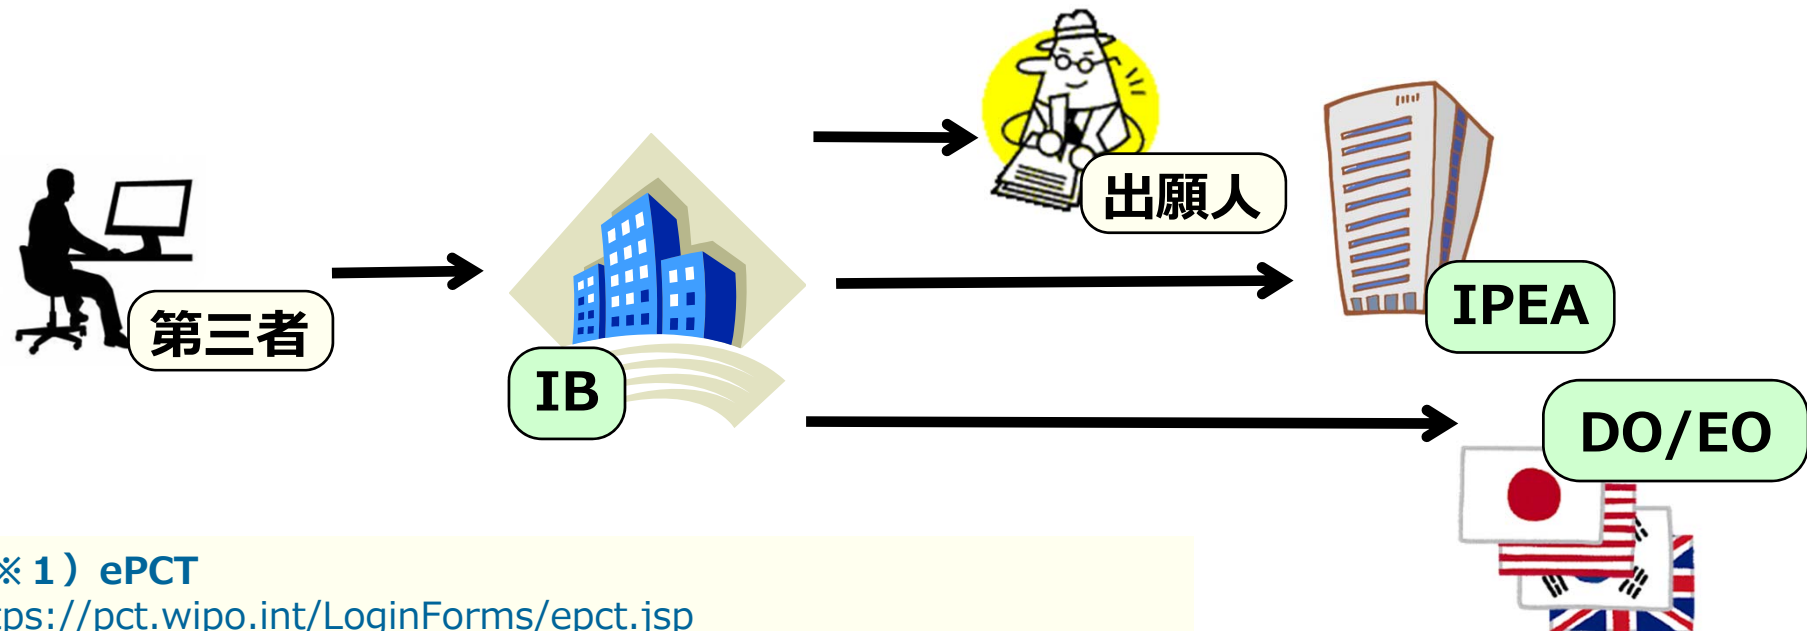 出願人
IPEA
第三者
IB
DO/EO
※１）ePCT
tps://pct.wipo.int/LoginForms/epct.jsp